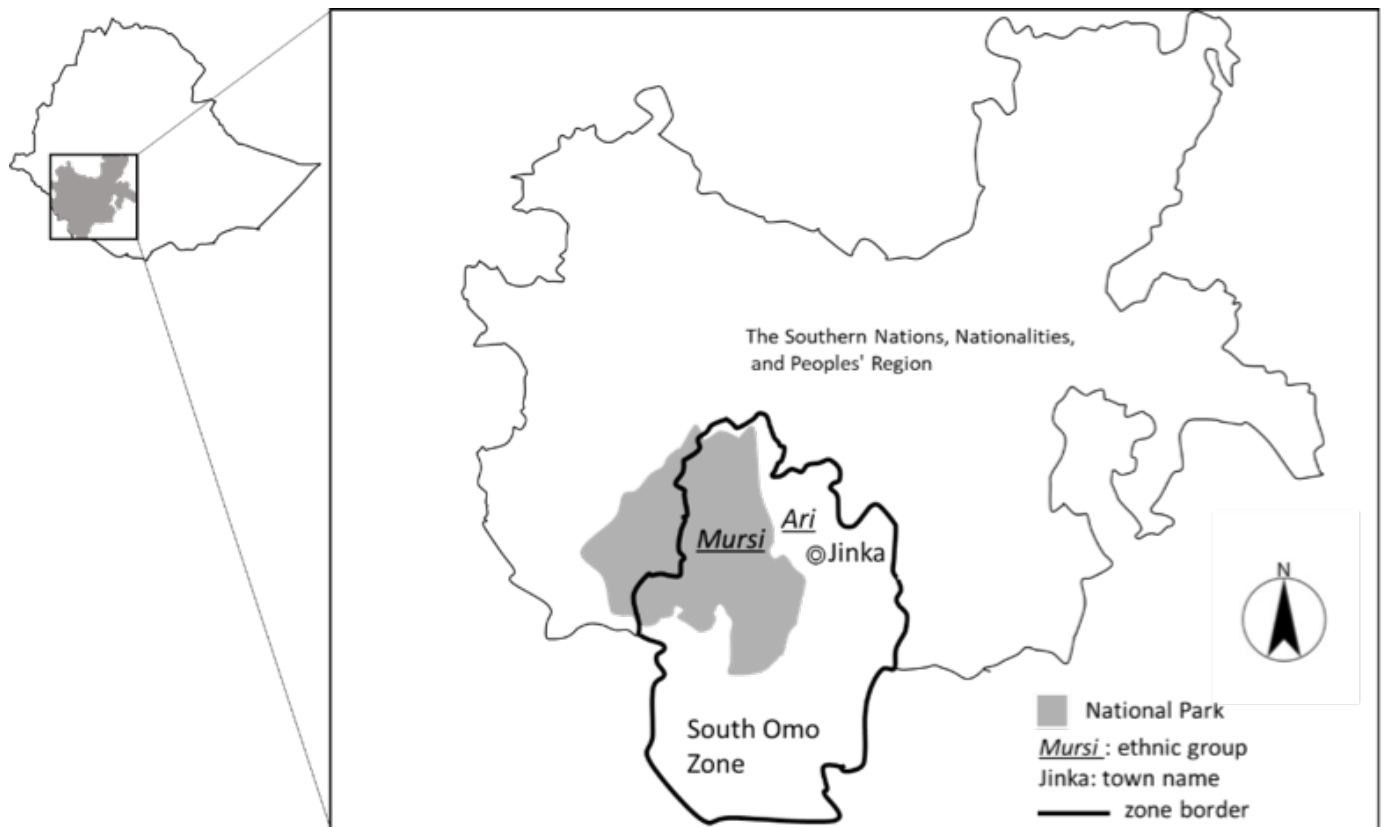 The Southern Nations, Nationalities,
and Peoples' Region
Ari
Mursi
Jinka
South Omo
Zone
N
National Park
Mursi : ethnic group
Jinka: town name
zone border